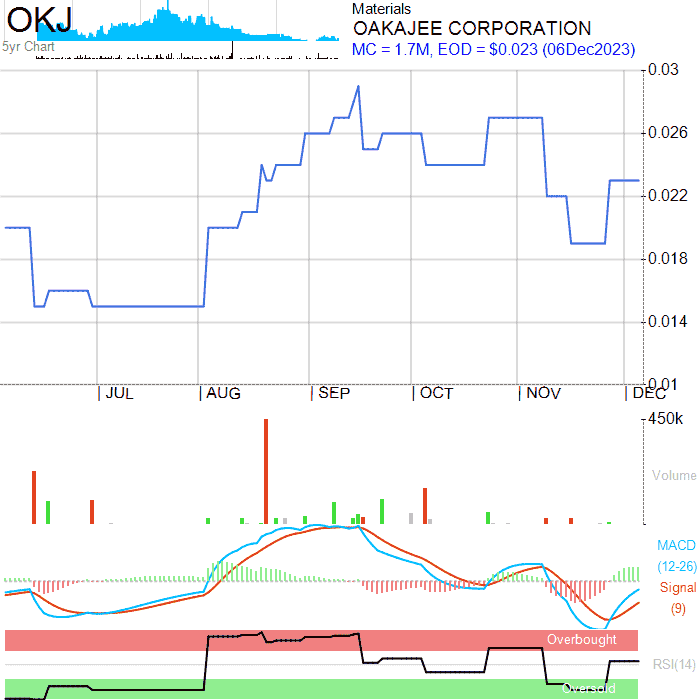 OKJ
5yr Chart
Materials
OAKAJEE CORPORATION
MC = 1.7M, EOD = $0.023 (06Dec2023)
0.03
0.026
0.022
0.018
0.014
0.01
| JUL | AUG | SEP | OCT | NOV | DEC
450k
Volume
MACD
(12-26)
Signal
(9)
Overbought
RSI(14)
Oversold